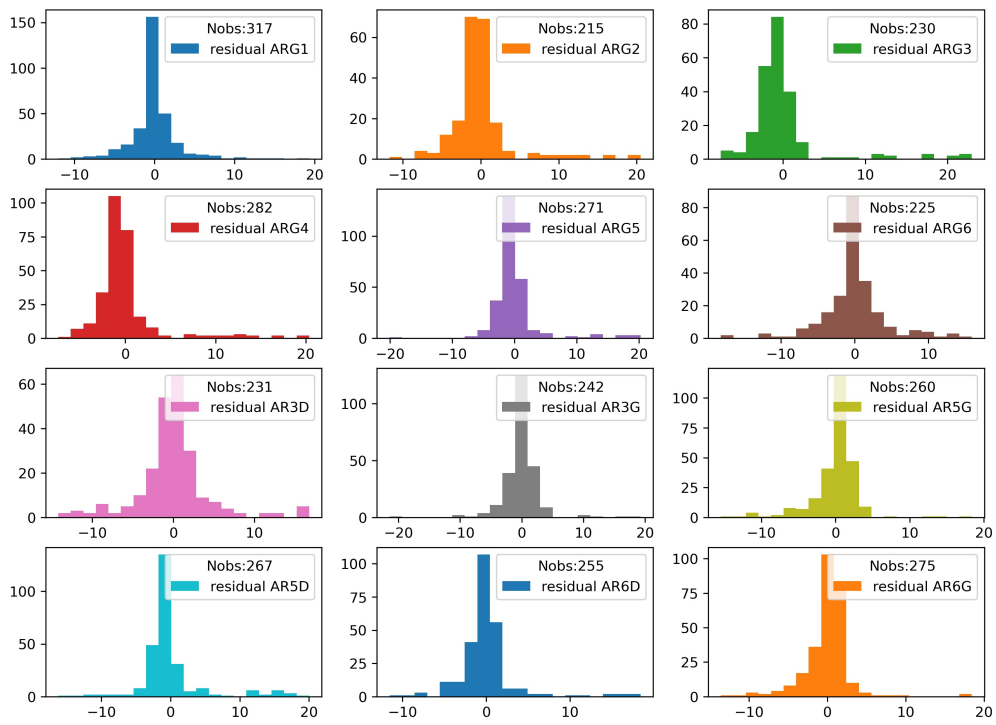 Nobs:317
residual ARG1
150
100
50
0
−10 0 10 20
Nobs:215
residual ARG2
60
40
20
0
−10 0 10 20
Nobs:230
residual ARG3
80
60
40
20
0
0 10 20
Nobs:282
residual ARG4
100
75
50
25
0
0 10 20
Nobs:271
residual ARG5
100
50
0
−20 −10 0 10 20
Nobs:225
residual ARG6
80
60
40
20
0
−10 0 10
Nobs:231
residual AR3D
60
40
20
0
−10 0 10
Nobs:242
residual AR3G
100
50
0
−20 −10 0 10 20
Nobs:260
residual AR5G
100
75
50
25
0
−10 0 10 20
Nobs:267
residual AR5D
100
50
0
−10 0 10 20
Nobs:255
residual AR6D
100
75
50
25
0
−10 0 10
Nobs:275
residual AR6G
100
75
50
25
0
−10 0 10 20